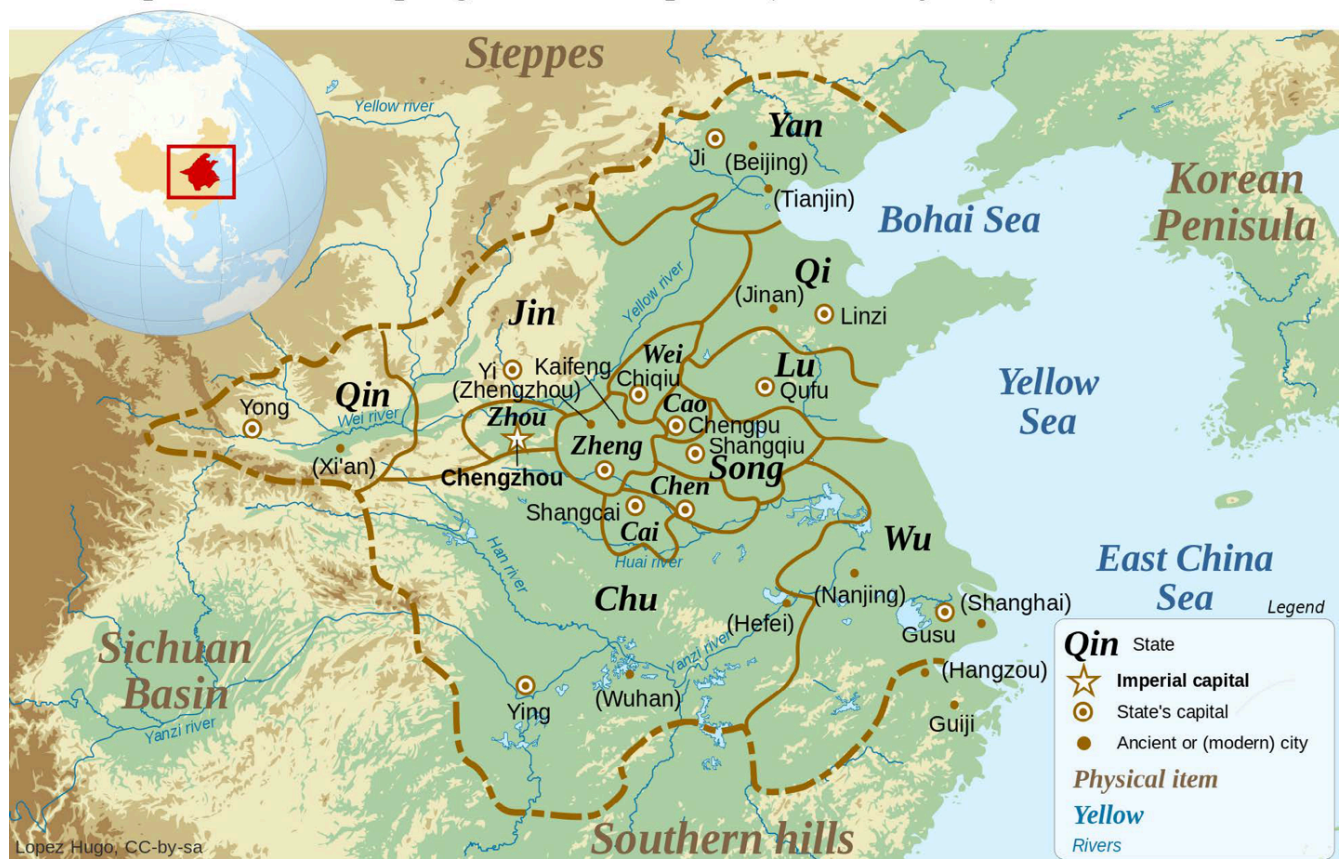 Steppes
Yellow river
Yan
Ji
(Beijing)
(Tianjin)
Korean
Penisula
Bohai Sea
Qi
(Jinan)
Linzi
Yellow river
Jin
Wei
Lu
Yi
Kaifeng
Chiqiu
Qufu
(Zhengzhou)
Yellow
Sea
Qin
Yong
Wei river
Zhou
Cao
Chengpu
Zheng
Shangqiu
Song
(Xi'an)
Chengzhou
Chen
Shangcai
Cai
Huai river
Han river
Wu
East China
Sea
Chu
(Nanjing)
(Shanghai)
Gusu
(Hefei)
Yanzi river
Sichuan
Basin
(Wuhan)
Ying
(Hangzou)
Guiji
Yanzi river
Southern hills
Legend
Qin State
Imperial capital
State's capital
Ancient or (modern) city
Physical item
Yellow
Rivers
Lopez Hugo, CC-by-sa